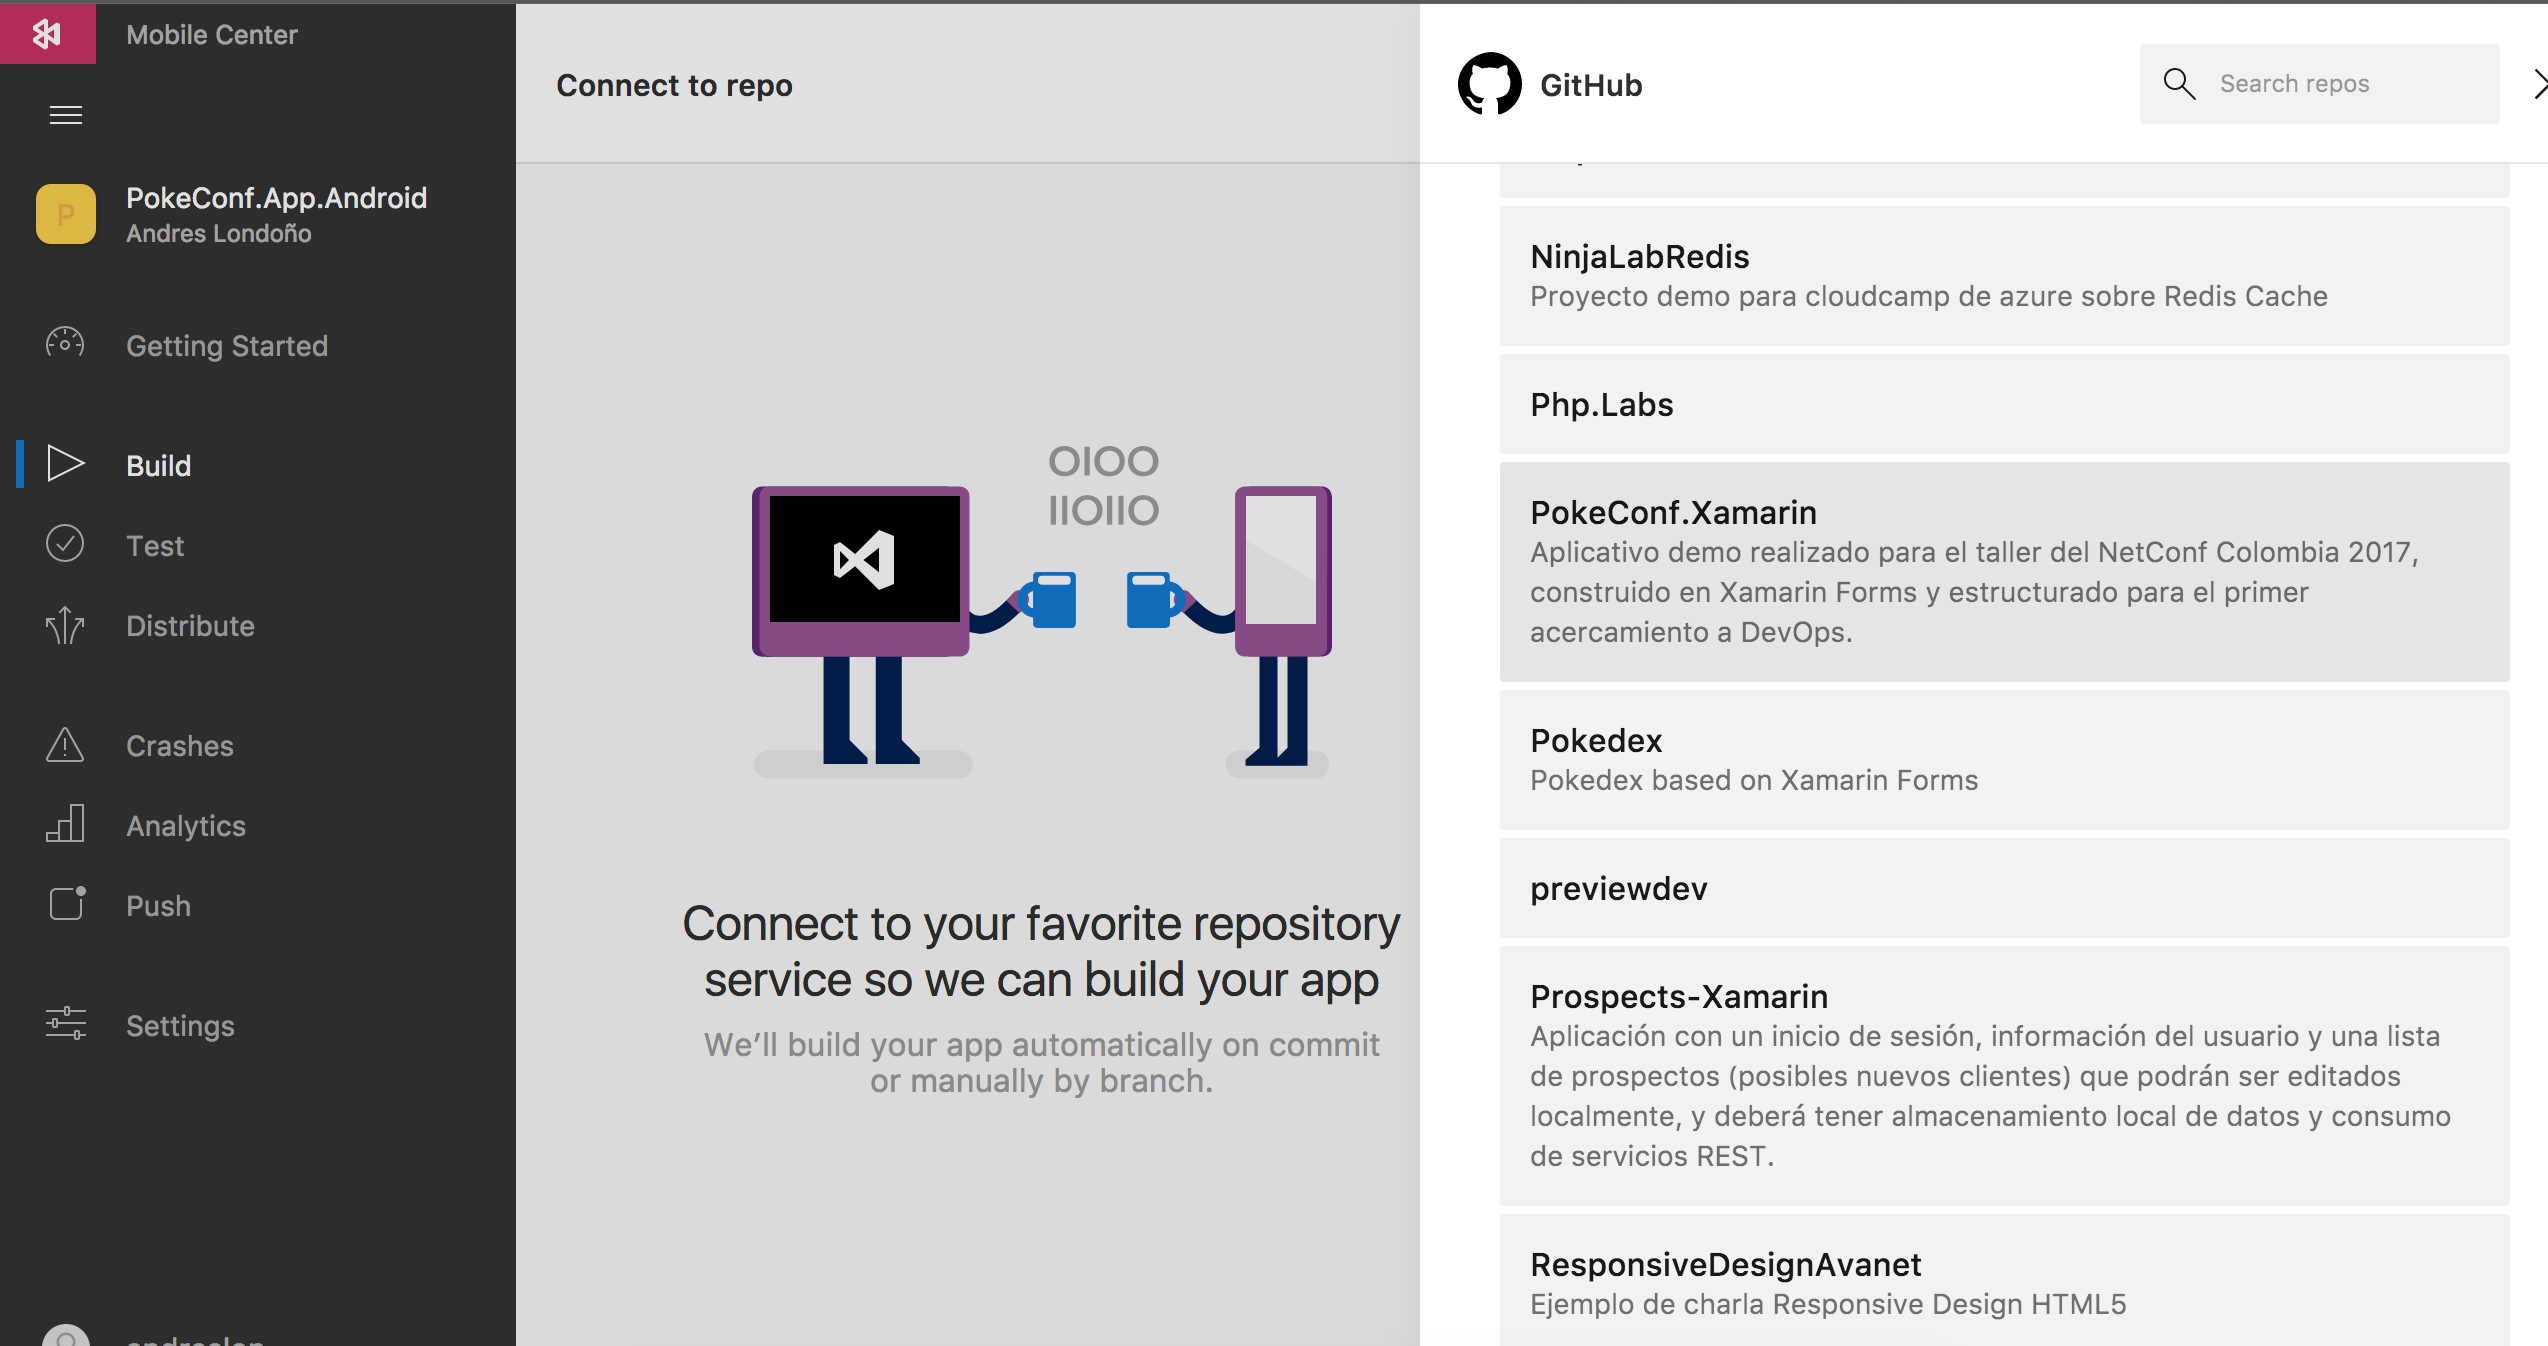 Mobile Center
PokeConf.App.Android
P
Andres Londoño
Getting Started
Build
Test
Distribute
Crashes
Analytics
Push
Settings
Connect to repo
OIOO
IIOIIO
Connect to your favorite repository
service so we can build your app
We’ll build your app automatically on commit
or manually by branch.
GitHub
Search repos
NinjaLabRedis
Proyecto demo para cloudcamp de azure sobre Redis Cache
Php.Labs
PokeConf.Xamarin
Aplicativo demo realizado para el taller del NetConf Colombia 2017,
construido en Xamarin Forms y estructurado para el primer
acercamiento a DevOps.
Pokedex
Pokedex based on Xamarin Forms
previewdev
Prospects-Xamarin
Aplicación con un inicio de sesión, información del usuario y una lista
de prospectos (posibles nuevos clientes) que podrán ser editados
localmente, y deberá tener almacenamiento local de datos y consumo
de servicios REST.
ResponsiveDesignAvanet
Ejemplo de charla Responsive Design HTML5